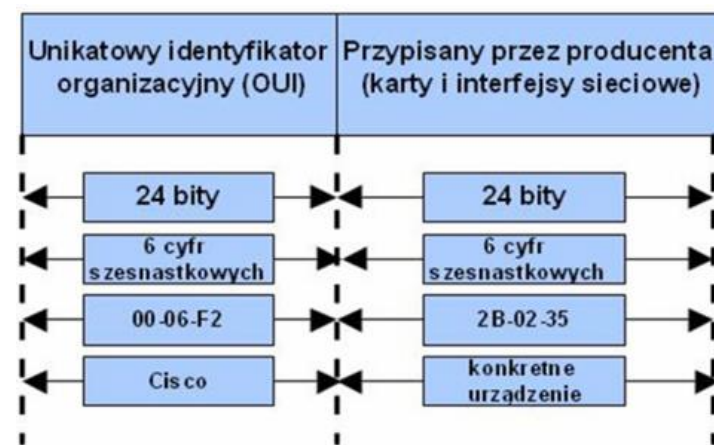 Unikatowy identyfikator
organizacyjny (OUI)
Przypisany przez producenta
(karty i interfejsy sieciowe)
24 bity
24 bity
6 cyfr
szesnastkowych
6 cyfr
szesnastkowych
00-06-F2
2B-02-35
Cisco
konkretne
urządzenie